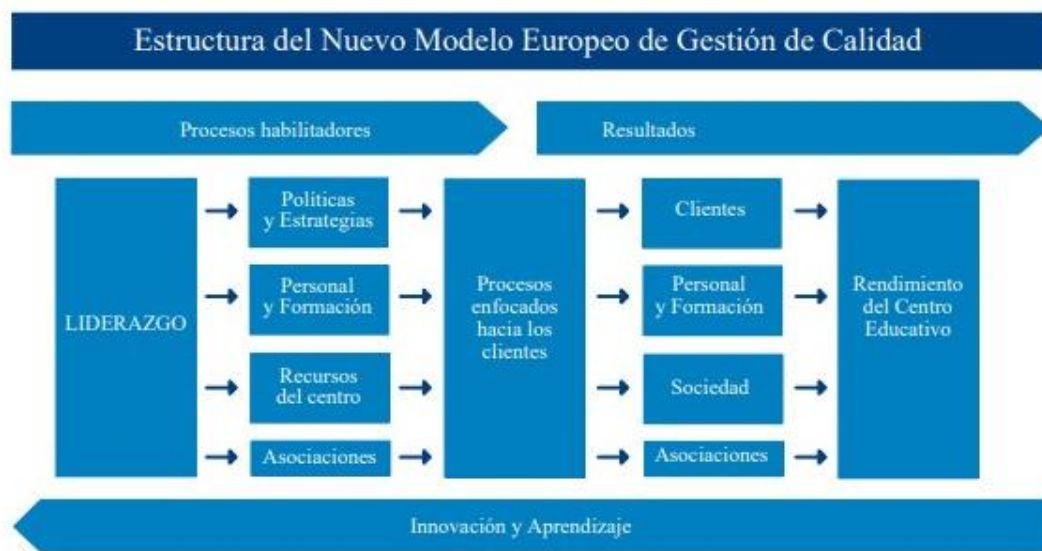 Estructura del Nuevo Modelo Europeo de Gestión de Calidad
Procesos habilitadores
Resultados
LIDERAZGO
Políticas
y Estrategias
Personal
y Formación
Recursos
del centro
Asociaciones
Procesos
enfocados
hacia los
clientes
Clientes
Personal
y Formación
Sociedad
Asociaciones
Rendimiento
del Centro
Educativo
Innovación y Aprendizaje